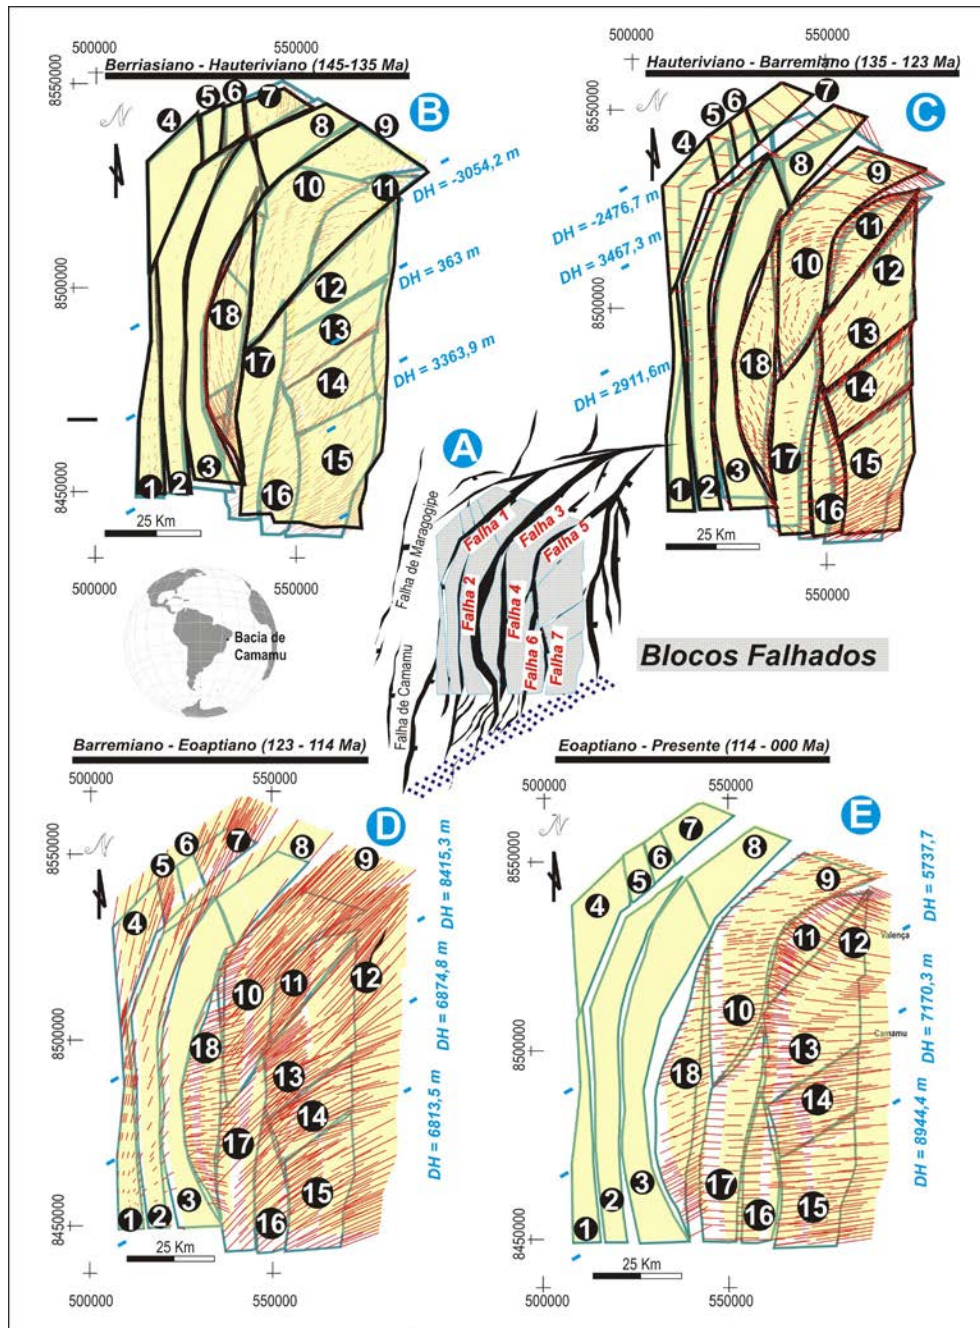 500000 550000
Berriasiano - Hauteriviano (145-135 Ma)
8550000
N
B
4 5 6 7 8 9
10 11
DH = -3054,2 m
8500000
12
DH = 363 m
18 13
17 14
DH = 3363,9 m
15
8450000
1 2 3 16
25 Km
500000 550000
500000 550000
Hauteriviano - Barremiano (135 - 123 Ma)
8550000
N
C
4 5 6 7 8 9
DH = -2476,7 m
11
10 12
DH = 3467,3 m
8500000
13
18 14
DH = 2911,6m
17 15
1 2 3 16
8450000
25 Km
550000
A
Falha de Maragogipe
Falha de Camamu
Falha 1
Falha 2
Falha 3
Falha 4
Falha 5
Falha 6
Falha 7
Bacia de
Camamu
Blocos Falhados
Barremiano - Eoaptiano (123 - 114 Ma)
500000 550000
N
D
8550000
4 5 6 7 8 9
DH = 8415,3 m
10 11 12
DH = 6874,8 m
8500000
18 13
14
DH = 6813,5 m
17
15
1 2 3 16
8450000
25 Km
500000 550000
Eoaptiano - Presente (114 - 000 Ma)
500000 550000
N
E
8550000
4 5 6 7 8 9
DH = 5737,7
11 12
Valença
10
DH = 7170,3 m
Camamu
8500000
18 13
14
DH = 8944,4 m
17
1 2 3 16 15
8450000
25 Km
500000 550000